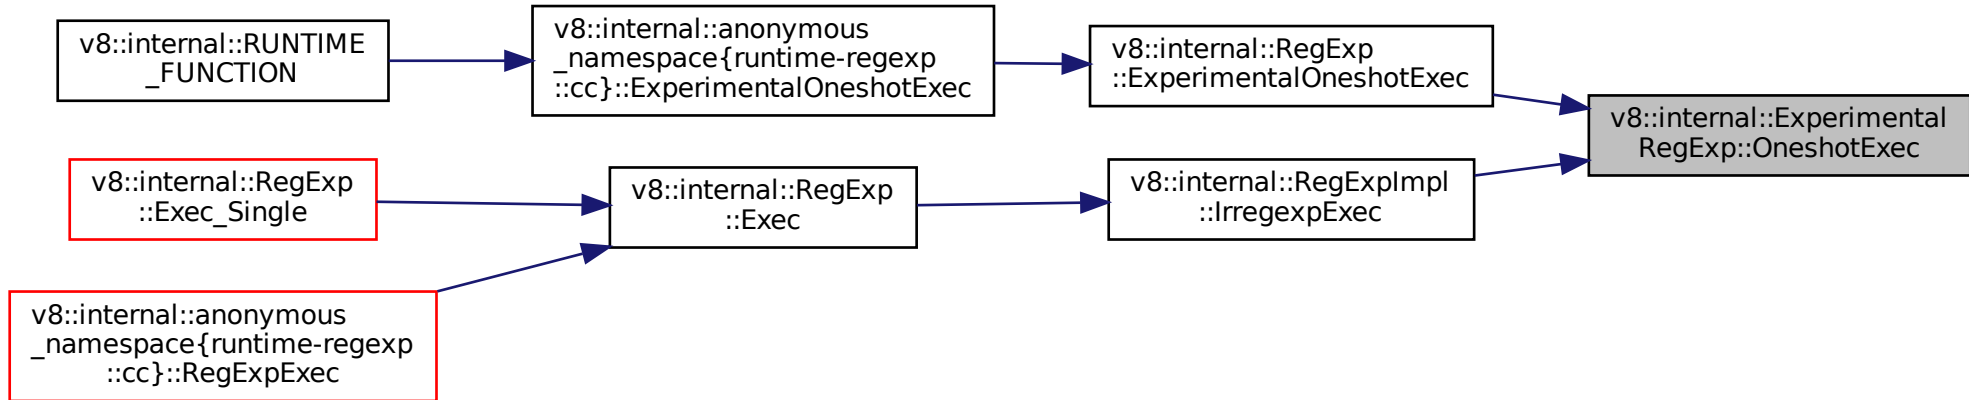 v8::internal::RUNTIME
_FUNCTION
v8::internal::anonymous
_namespace{runtime-regexp
::cc}::ExperimentalOneshotExec
v8::internal::RegExp
::ExperimentalOneshotExec
v8::internal::Experimental
RegExp::OneshotExec
v8::internal::RegExp
::Exec_Single
v8::internal::RegExp
::Exec
v8::internal::RegExpImpl
::IrregexpExec
v8::internal::anonymous
_namespace{runtime-regexp
::cc}::RegExpExec